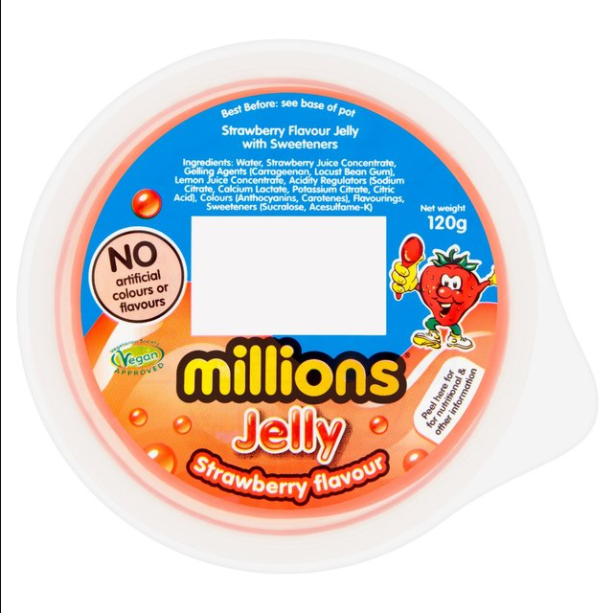 Best Before: see base of pot
Strawberry Flavour Jelly
with Sweeteners
Ingredients: Water, Strawberry Juice Concentrate,
Gelling Agents (Carrageenan, Locust Bean Gum),
Lemon Juice Concentrate, Acidity Regulators (Sodium
Citrate, Calcium Lactate, Potassium Citrate, Citric
Acid), Colours (Anthocyanins, Carotenes), Flavourings,
Sweeteners (Sucralose, Acesulfame-K)
Net weight
120g
NO
artificial
colours or
flavours
Vegetarian Society
Vegan
APPROVED
millions
Jelly
Strawberry flavour
Peel here for
for nutritional &
other information